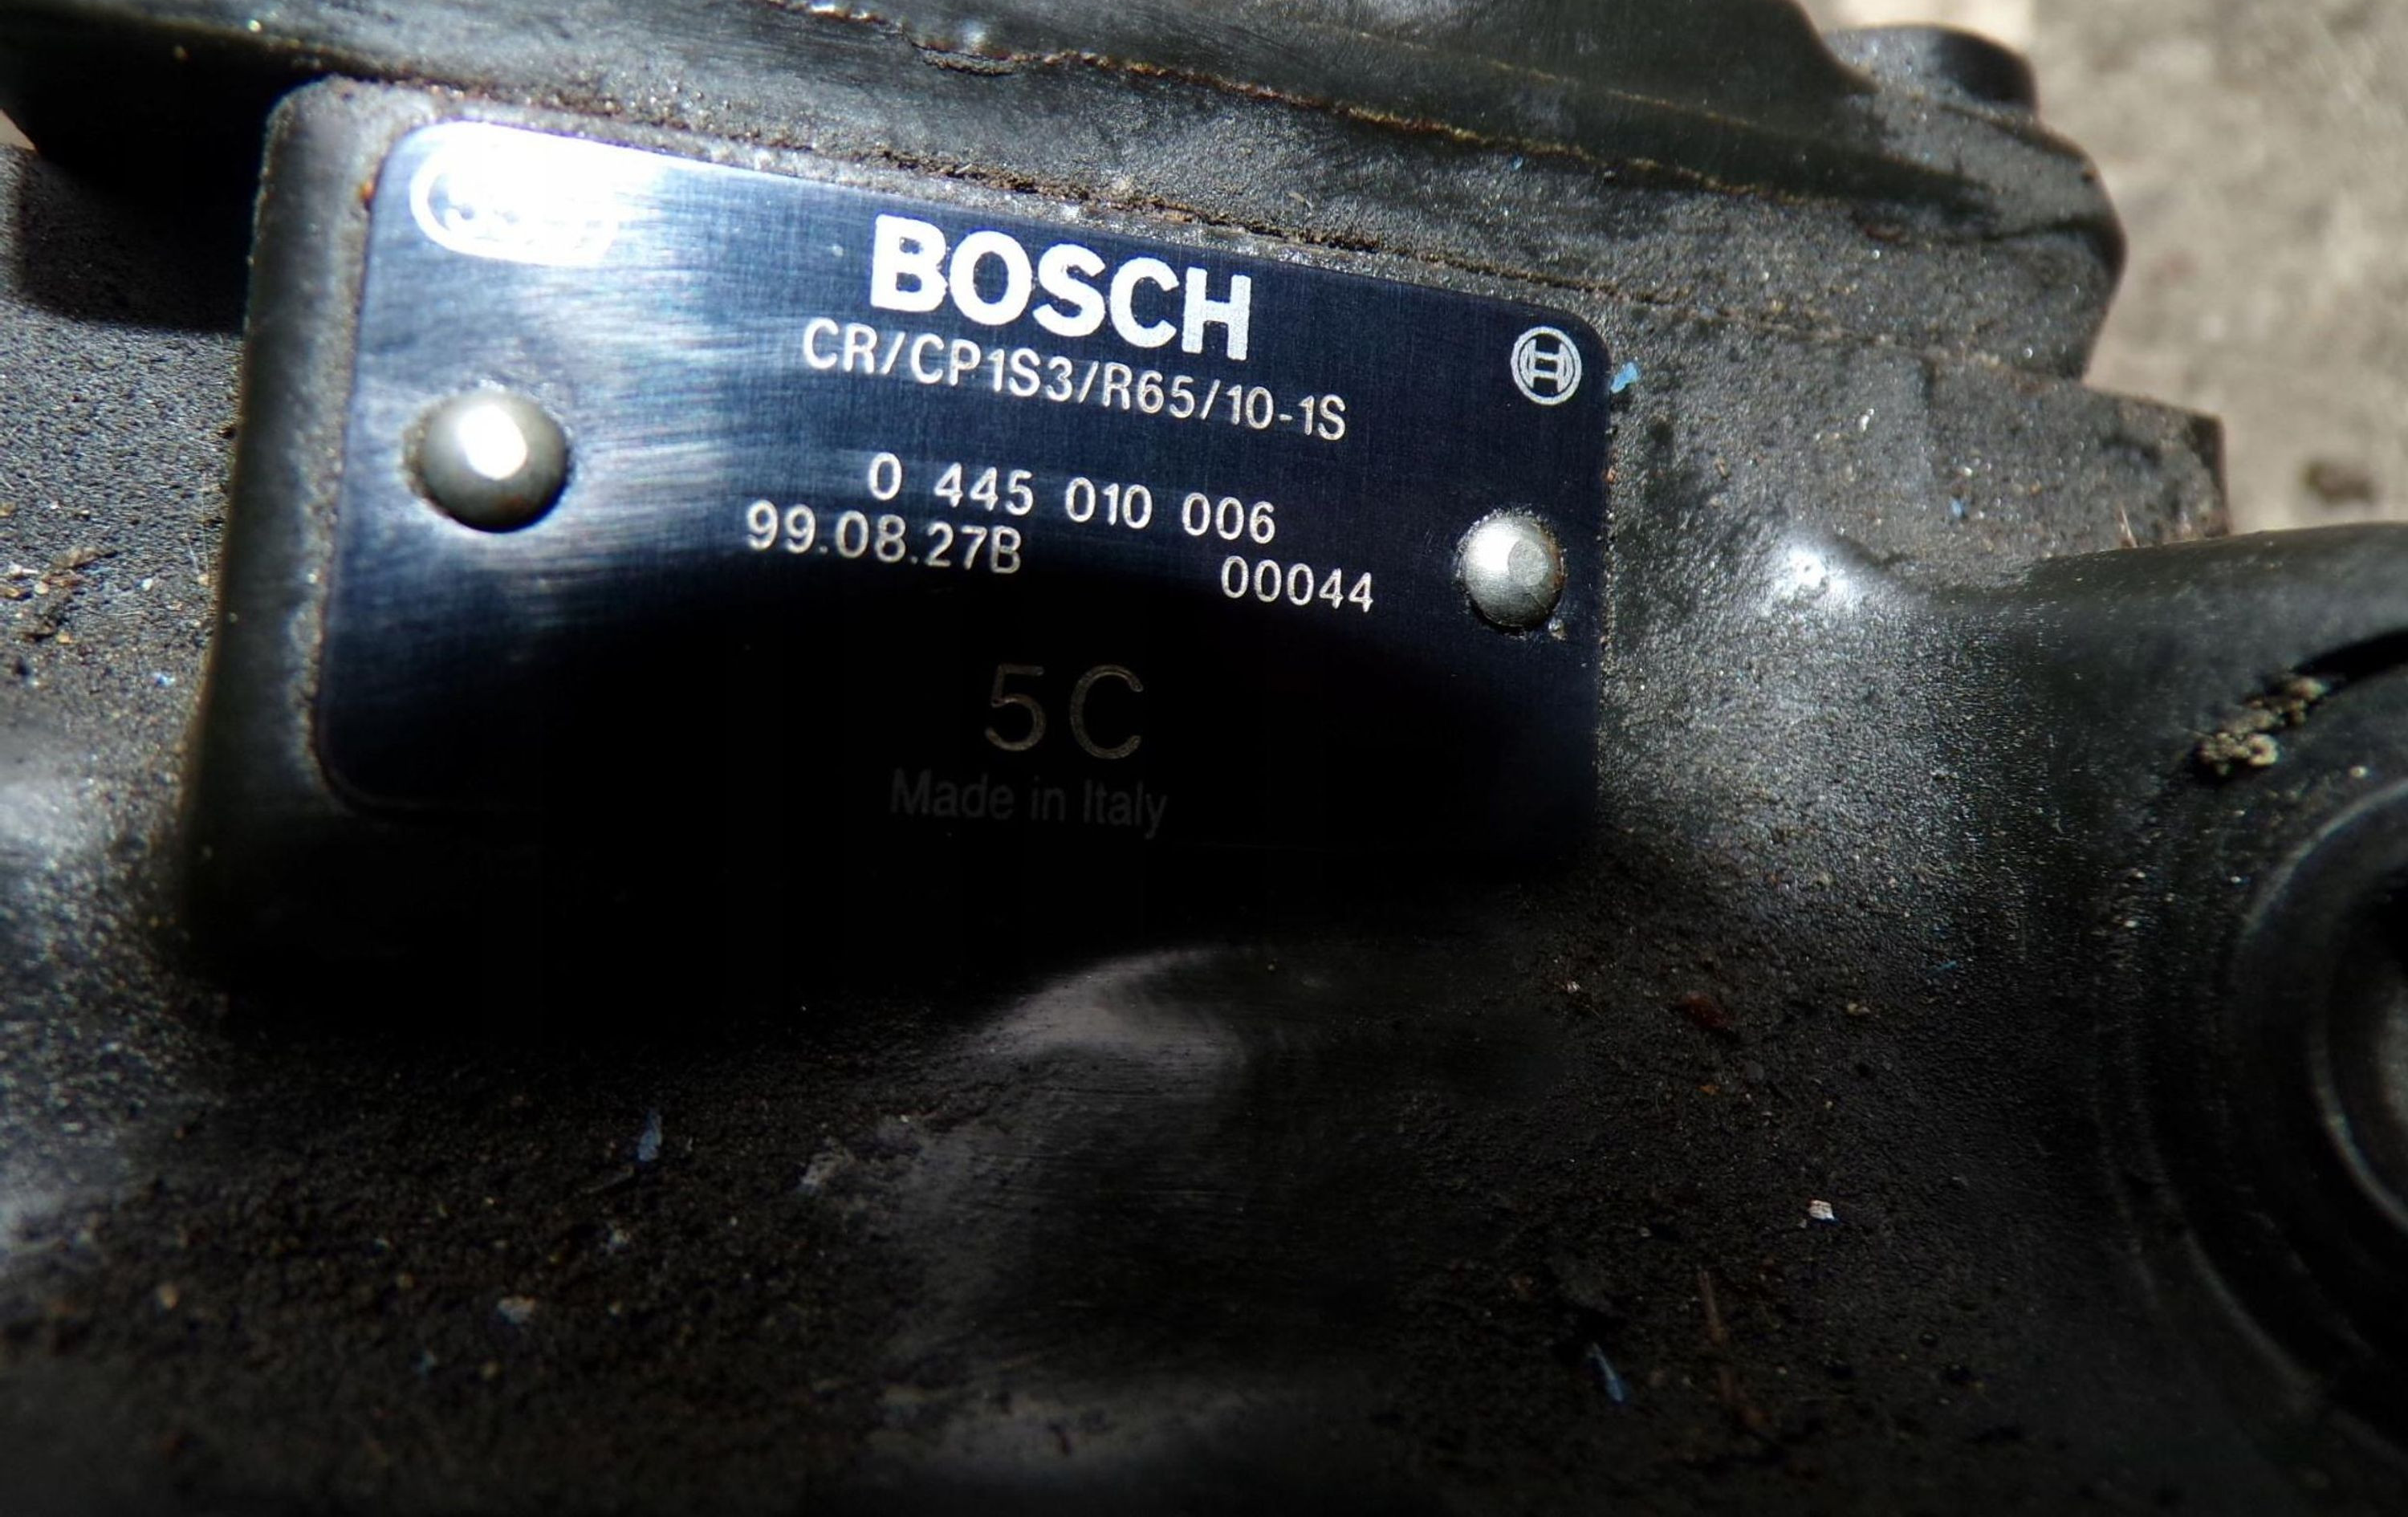 BOSCH
CR/CP1S3/R65/10-1S
0 445 010 006
99.08.27B 00044
5C
Made in Italy